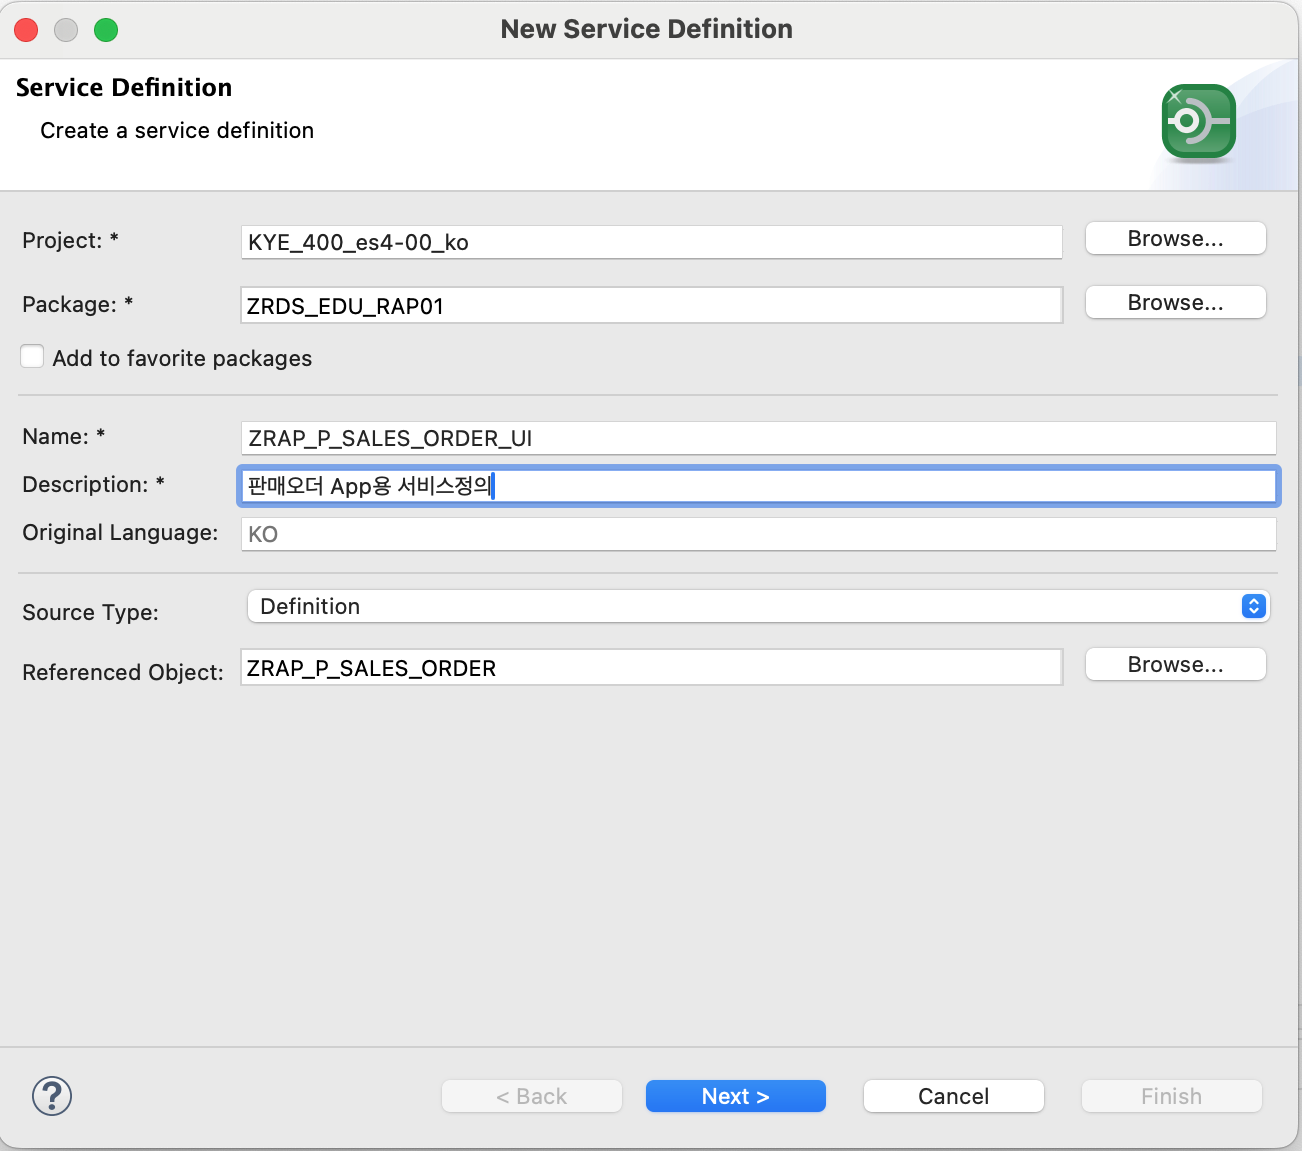 New Service Definition
Service Definition
Create a service definition
Project: * KYE_400_es4-00_ko Browse...
Package: * ZRDS_EDU_RAP01 Browse...
Add to favorite packages
Name: * ZRAP_P_SALES_ORDER_UI
Description: * 판매오더 App용 서비스정의
Original Language: KO
Source Type: Definition
Referenced Object: ZRAP_P_SALES_ORDER Browse...
? < Back Next > Cancel Finish